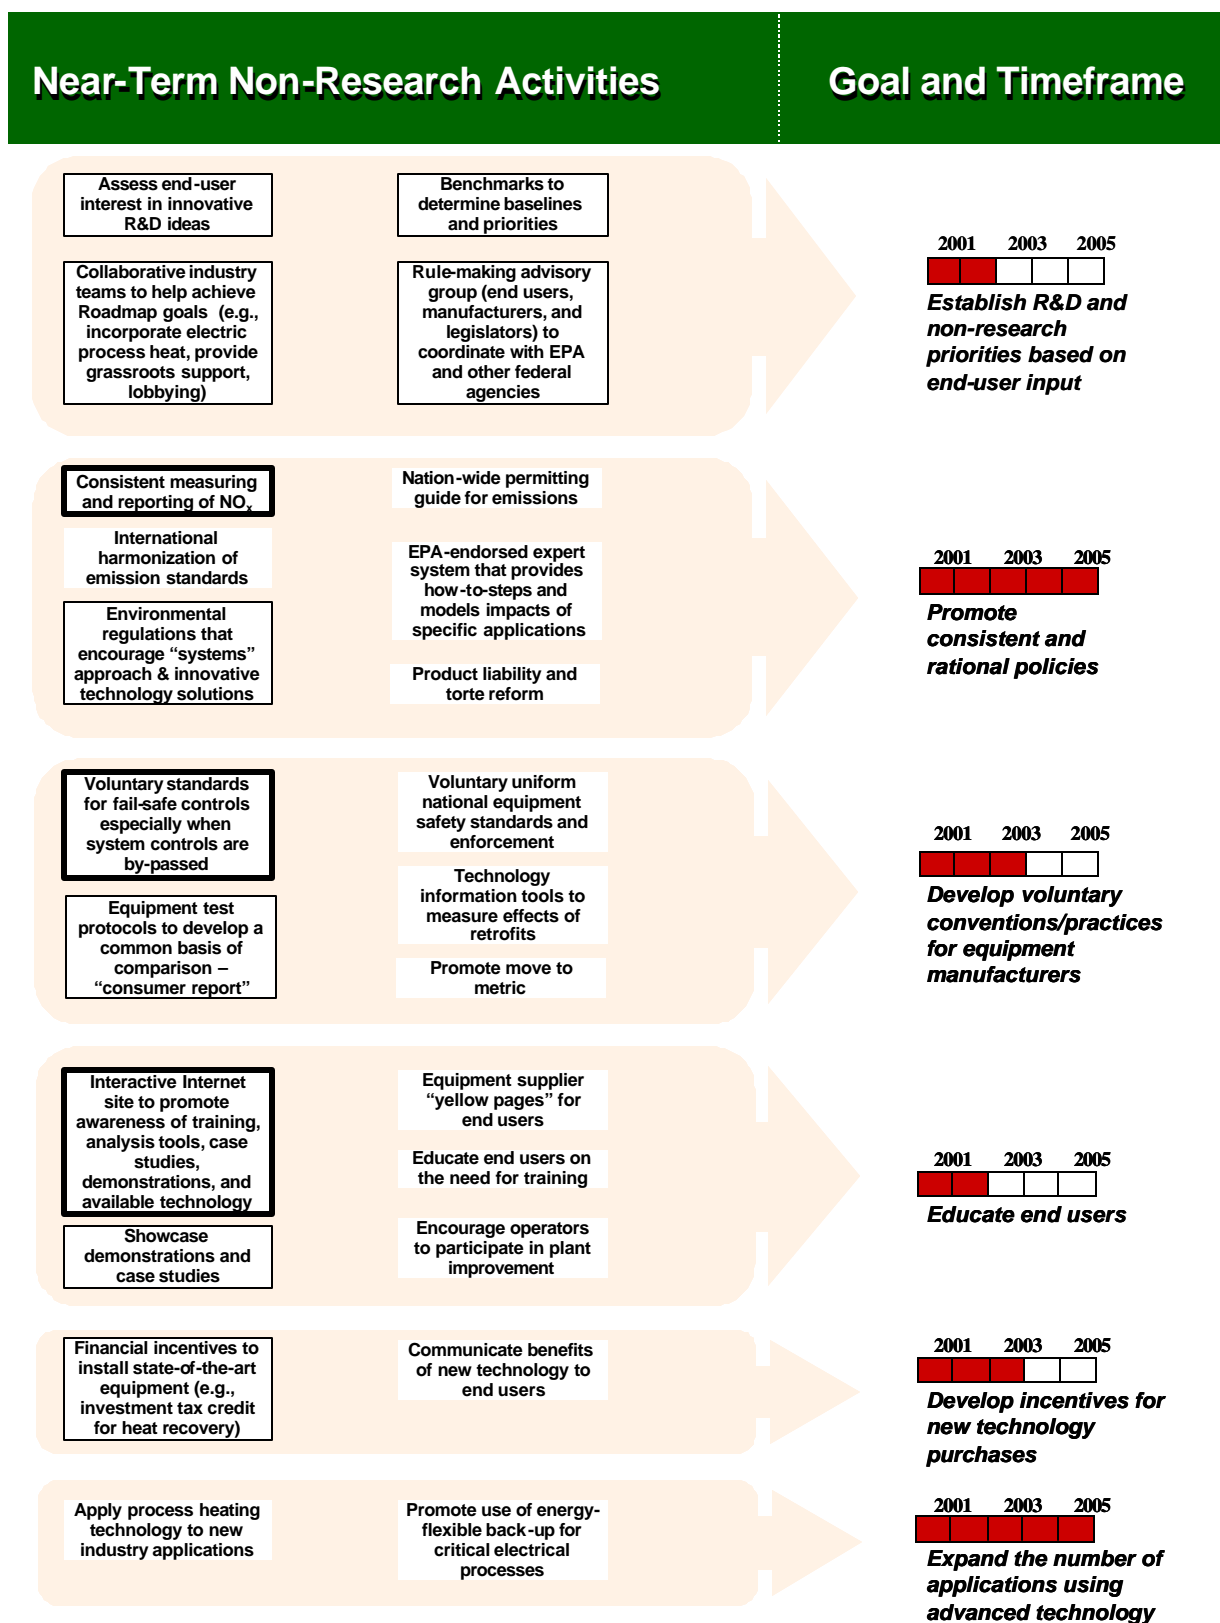 Near-Term Non-Research Activities
Goal and Timeframe
Assess end-user
interest in innovative
R&D ideas
Benchmarks to
determine baselines
and priorities
Collaborative industry
teams to help achieve
Roadmap goals (e.g.,
incorporate electric
process heat, provide
grassroots support,
lobbying)
Rule-making advisory
group (end users,
manufacturers, and
legislators) to
coordinate with EPA
and other federal
agencies
2001 2003 2005
Establish R&D and
non-research
priorities based on
end-user input
Consistent measuring
and reporting of NOx
International
harmonization of
emission standards
Environmental
regulations that
encourage “systems”
approach & innovative
technology solutions
Nation-wide permitting
guide for emissions
EPA-endorsed expert
system that provides
how-to-steps and
models impacts of
specific applications
Product liability and
torte reform
2001 2003 2005
Promote
consistent and
rational policies
Voluntary standards
for fail-safe controls
especially when
system controls are
by-passed
Equipment test
protocols to develop a
common basis of
comparison –
“consumer report”
Voluntary uniform
national equipment
safety standards and
enforcement
Technology
information tools to
measure effects of
retrofits
Promote move to
metric
2001 2003 2005
Develop voluntary
conventions/practices
for equipment
manufacturers
Interactive Internet
site to promote
awareness of training,
analysis tools, case
studies,
demonstrations, and
available technology
Showcase
demonstrations and
case studies
Equipment supplier
“yellow pages” for
end users
Educate end users on
the need for training
Encourage operators
to participate in plant
improvement
2001 2003 2005
Educate end users
Financial incentives to
install state-of-the-art
equipment (e.g.,
investment tax credit
for heat recovery)
Communicate benefits
of new technology to
end users
2001 2003 2005
Develop incentives for
new technology
purchases
Apply process heating
technology to new
industry applications
Promote use of energy-
flexible back-up for
critical electrical
processes
2001 2003 2005
Expand the number of
applications using
advanced technology